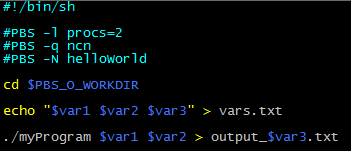 #!/bin/sh
#PBS -l procs=2
#PBS -q ncn
#PBS -N helloWorld
cd $PBS_O_WORKDIR
echo "$var1 $var2 $var3" > vars.txt
./myProgram $var1 $var2 > output_$var3.txt